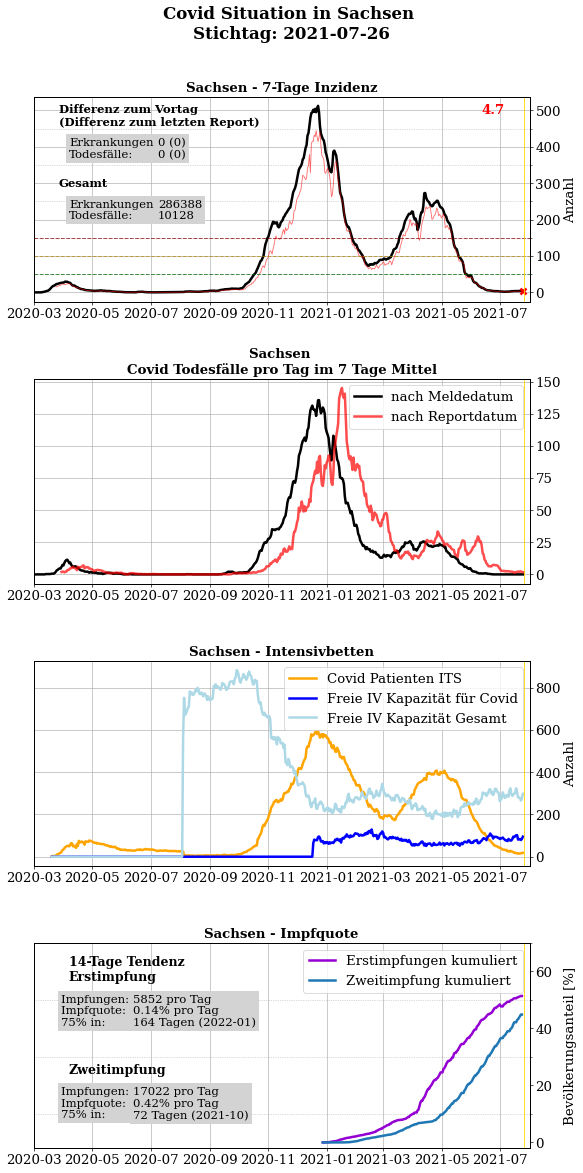 Covid Situation in Sachsen
Stichtag: 2021-07-26
Sachsen - 7-Tage Inzidenz
Differenz zum Vortag
(Differenz zum letzten Report)
Erkrankungen 0 (0)
Todesfälle: 0 (0)
Gesamt
Erkrankungen 286388
Todesfälle: 10128
4.7
500
400
300
200
100
0
Anzahl
2020-03 2020-05 2020-07 2020-09 2020-11 2021-01 2021-03 2021-05 2021-07
Sachsen
Covid Todesfälle pro Tag im 7 Tage Mittel
nach Meldedatum
nach Reportdatum
150
125
100
75
50
25
0
2020-03 2020-05 2020-07 2020-09 2020-11 2021-01 2021-03 2021-05 2021-07
Sachsen - Intensivbetten
Covid Patienten ITS
Freie IV Kapazität für Covid
Freie IV Kapazität Gesamt
800
600
400
200
0
Anzahl
2020-03 2020-05 2020-07 2020-09 2020-11 2021-01 2021-03 2021-05 2021-07
Sachsen - Impfquote
14-Tage Tendenz
Erstimpfung
Impfungen: 5852 pro Tag
Impfquote: 0.14% pro Tag
75% in: 164 Tagen (2022-01)
Zweitimpfung
Impfungen: 17022 pro Tag
Impfquote: 0.42% pro Tag
75% in: 72 Tagen (2021-10)
Erstimpfungen kumuliert
Zweitimpfung kumuliert
60
40
20
0
Bevölkerungsanteil [%]
2020-03 2020-05 2020-07 2020-09 2020-11 2021-01 2021-03 2021-05 2021-07